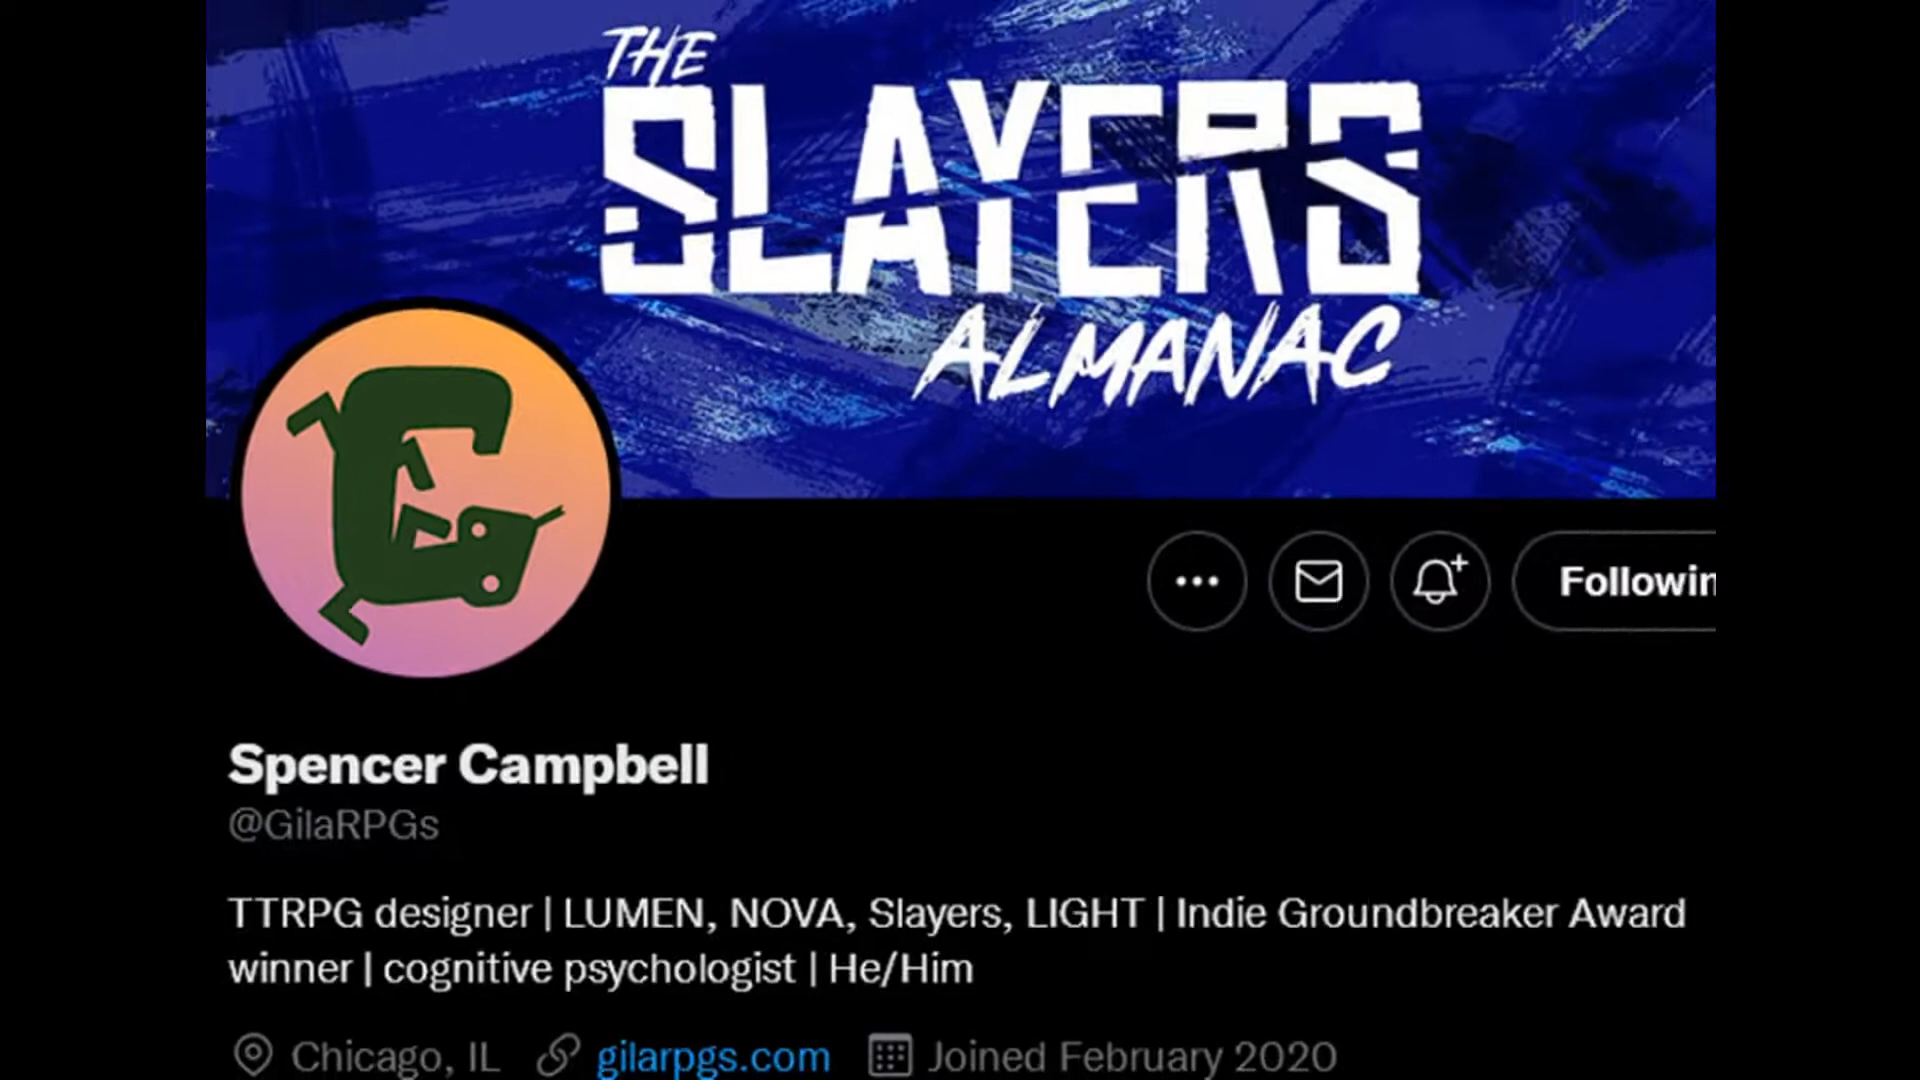 THE
SLAYERS
ALMANAC
Followin
Spencer Campbell
@GilaRPGs
TTRPG designer | LUMEN, NOVA, Slayers, LIGHT | Indie Groundbreaker Award
winner | cognitive psychologist | He/Him
Chicago, IL gilarpgs.com Joined February 2020